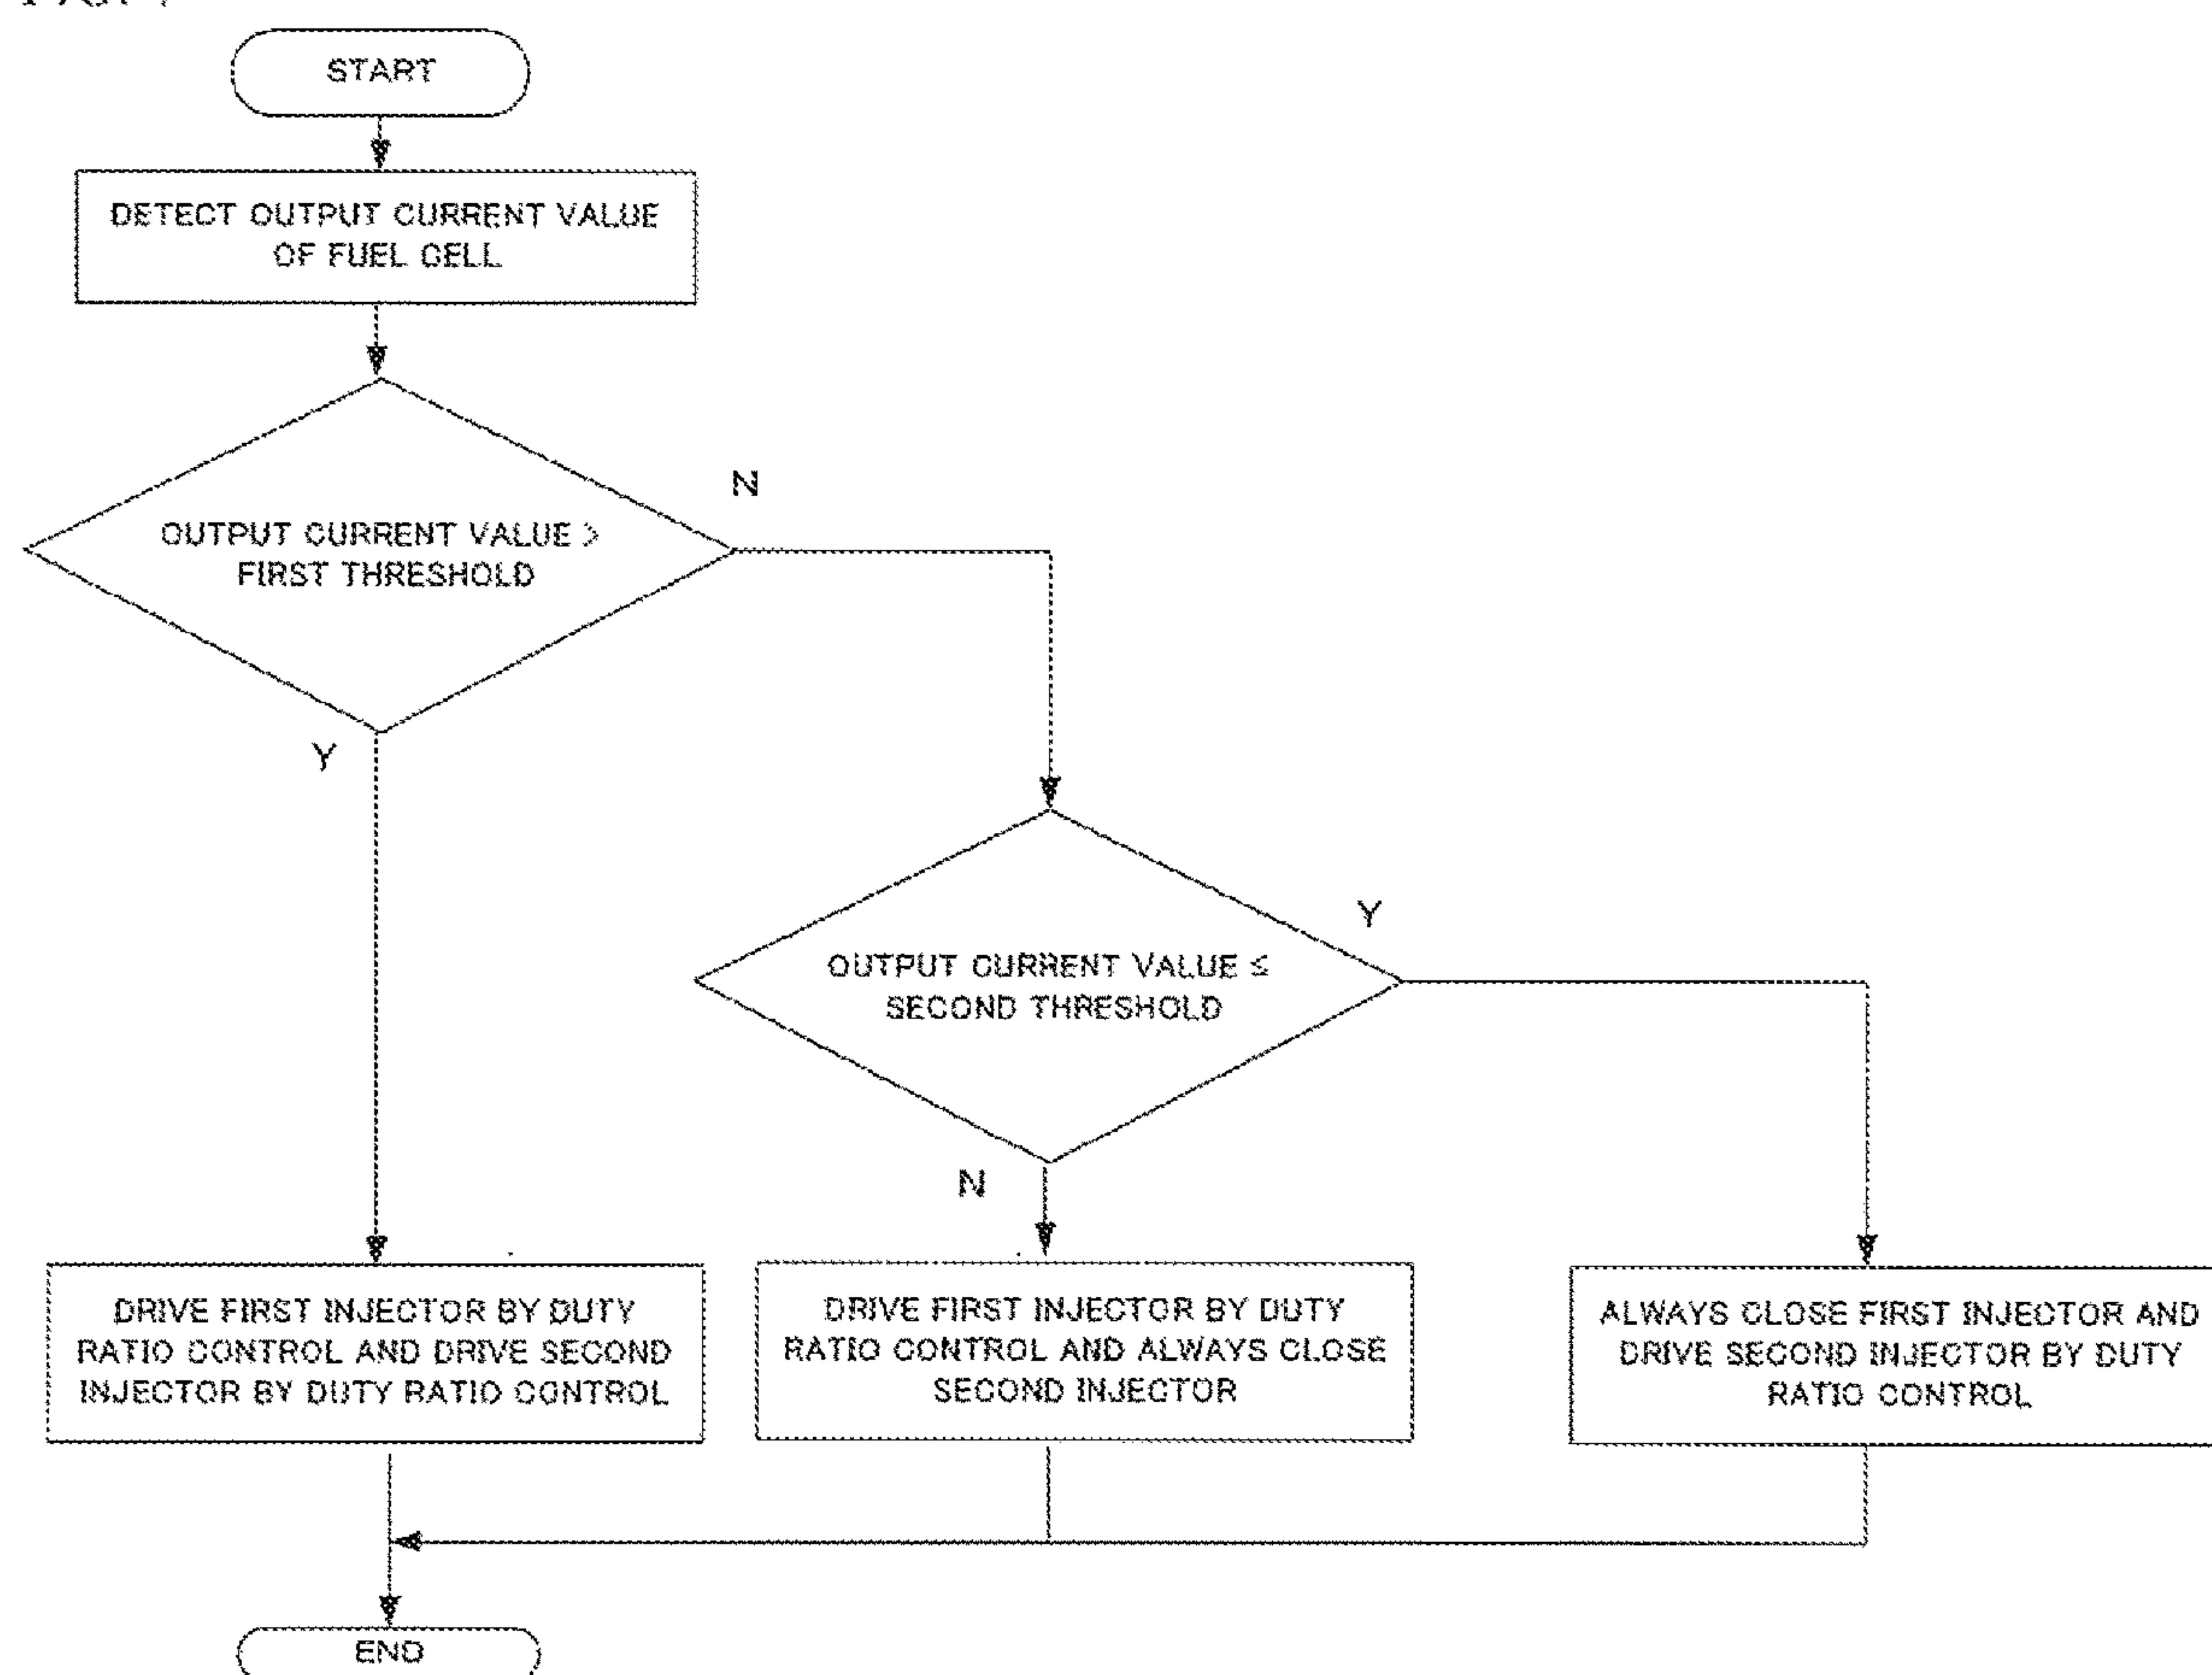 START
DETECT OUTPUT CURRENT VALUE
OF FUEL CELL
OUTPUT CURRENT VALUE >
FIRST THRESHOLD
N
Y
OUTPUT CURRENT VALUE ≤
SECOND THRESHOLD
Y
N
DRIVE FIRST INJECTOR BY DUTY
RATIO CONTROL AND DRIVE SECOND
INJECTOR BY DUTY RATIO CONTROL
DRIVE FIRST INJECTOR BY DUTY
RATIO CONTROL AND ALWAYS CLOSE
SECOND INJECTOR
ALWAYS CLOSE FIRST INJECTOR AND
DRIVE SECOND INJECTOR BY DUTY
RATIO CONTROL
END